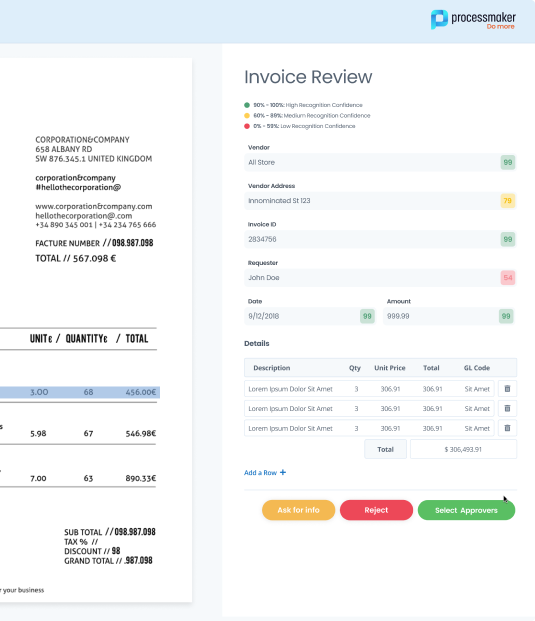 processmaker
Do more
CORPORATION&COMPANY
658 ALBANY RD
SW 876.345.1 UNITED KINGDOM
corporation&company
#hellothecorporation@
www.corporation&company.com
hellothecorporation@.com
+34 890 345 001 | +34 234 765 666
FACTURE NUMBER // 098.987.098
TOTAL // 567.098 €
UNIT€ / QUANTITY€ / TOTAL
3.00 68 456.00€
s
5.98 67 546.98€
7.00 63 890.33€
SUB TOTAL // 098.987.098
TAX % //
DISCOUNT // 98
GRAND TOTAL // .987.098
r your business
Invoice Review
90% - 100%: High Recognition Confidence
60% - 89%: Medium Recognition Confidence
0% - 59%: Low Recognition Confidence
Vendor
All Store 99
Vendor Address
Innominated St 123 79
Invoice ID
2834756 99
Requester
John Doe 54
Date Amount
9/12/2018 99 999.99 99
Details
Description Qty Unit Price Total GL Code
Lorem Ipsum Dolor Sit Amet 3 306.91 306.91 Sit Amet
Lorem Ipsum Dolor Sit Amet 3 306.91 306.91 Sit Amet
Lorem Ipsum Dolor Sit Amet 3 306.91 306.91 Sit Amet
Total $ 306,493.91
Add a Row +
Ask for info Reject Select Approvers